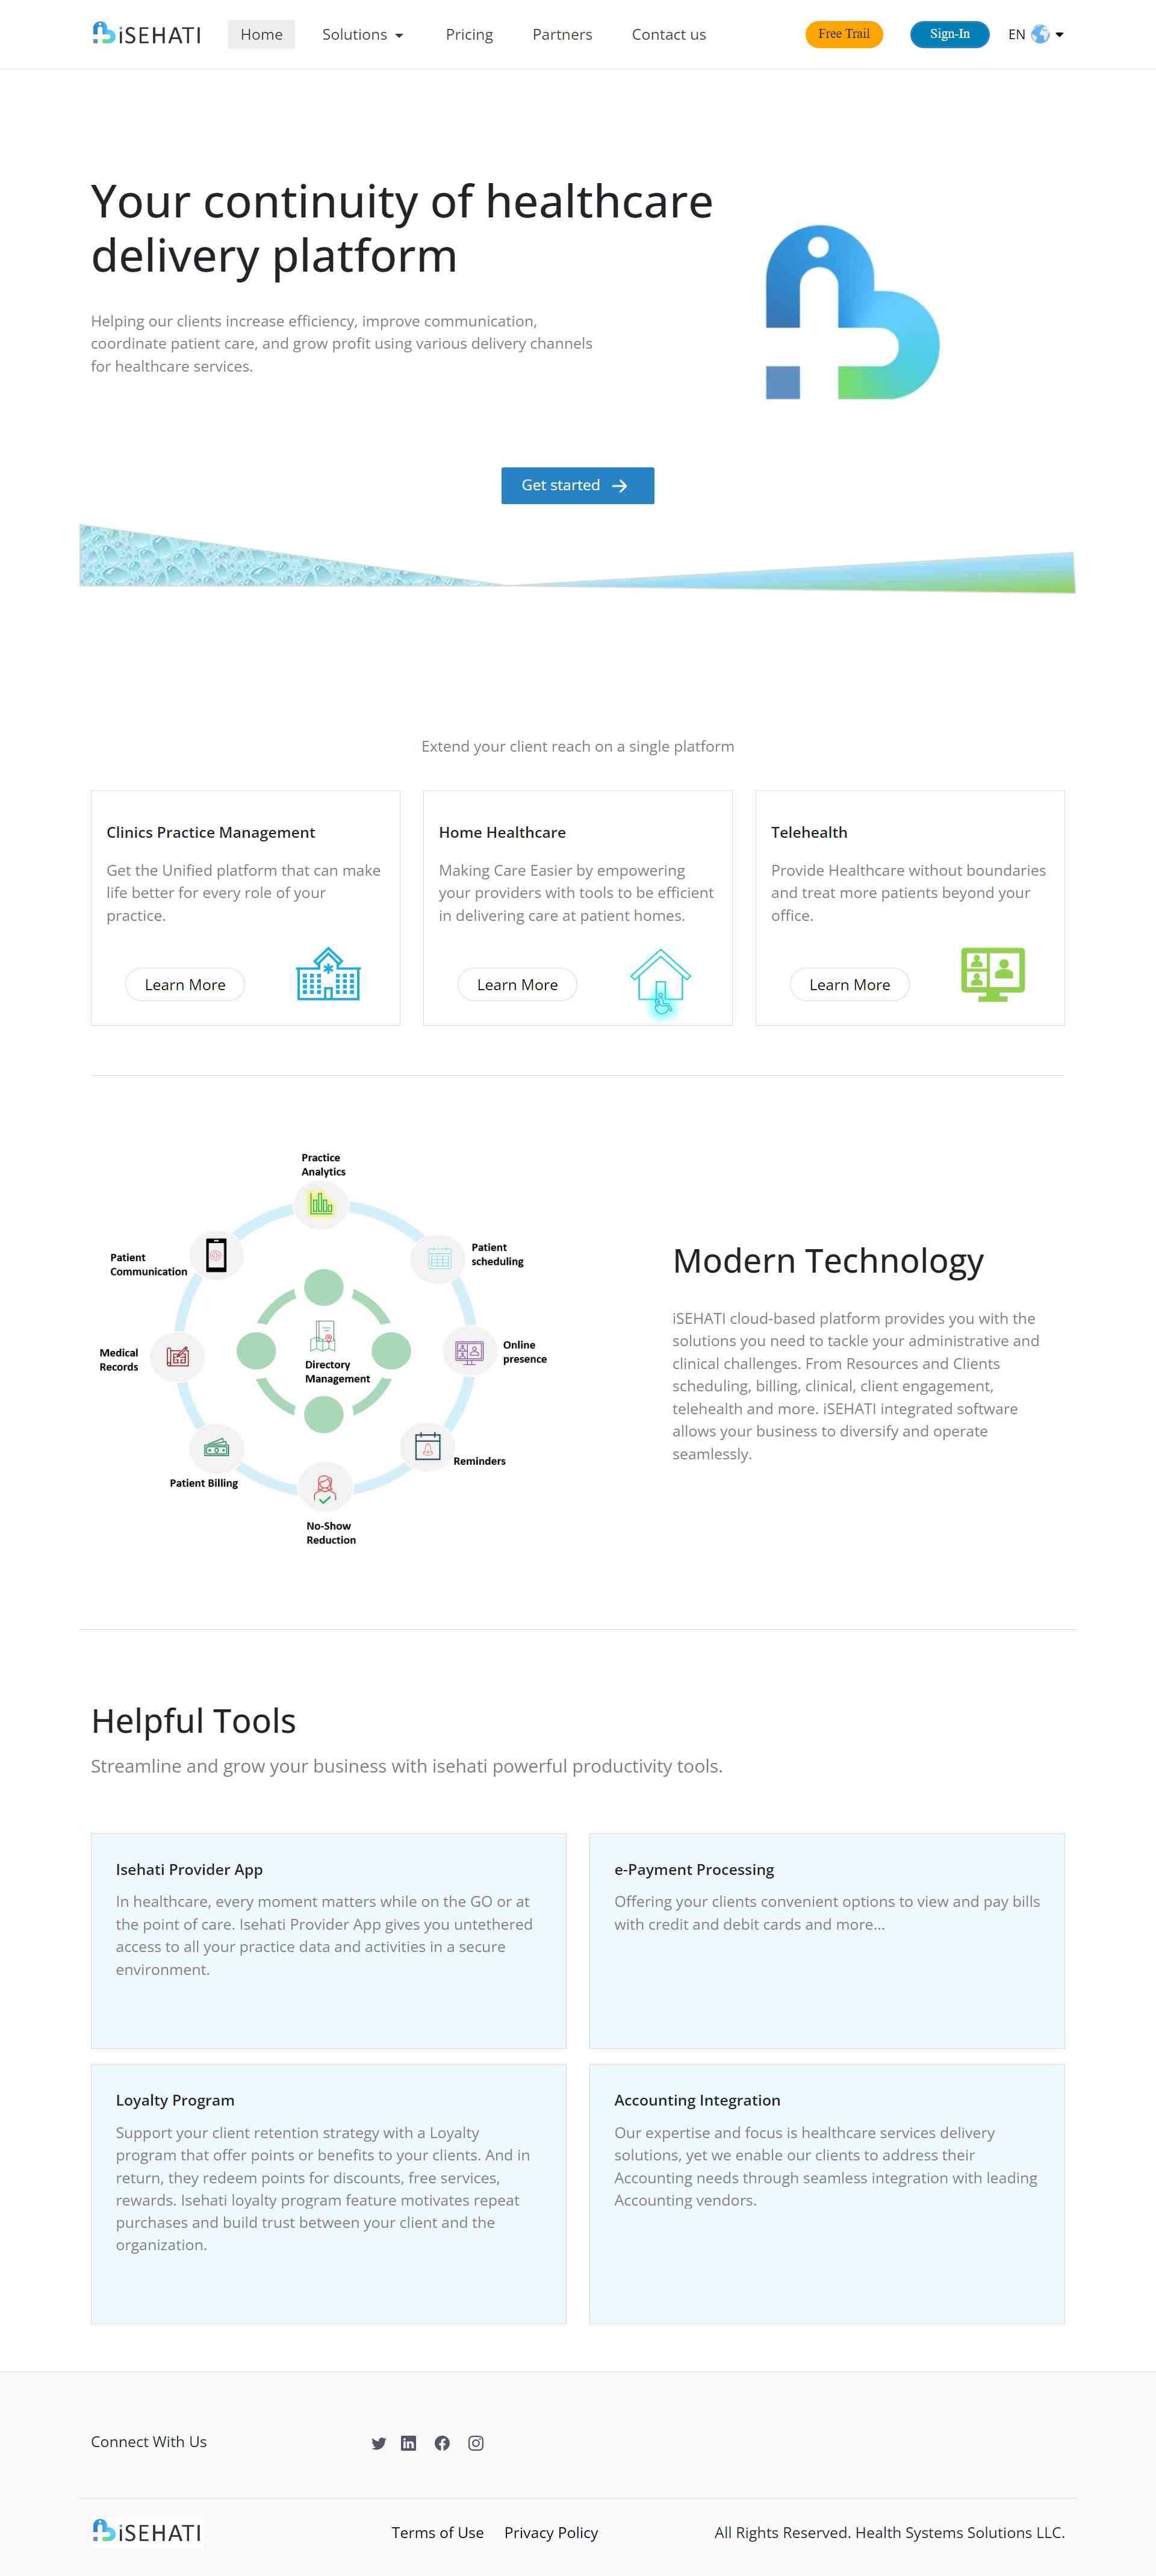 iSEHATI
Home
Solutions
Pricing
Partners
Contact us
Free Trail
Sign-In
EN
Your continuity of healthcare
delivery platform
Helping our clients increase efficiency, improve communication,
coordinate patient care, and grow profit using various delivery channels
for healthcare services.
Get started
Extend your client reach on a single platform
Clinics Practice Management
Get the Unified platform that can make
life better for every role of your
practice.
Learn More
Home Healthcare
Making Care Easier by empowering
your providers with tools to be efficient
in delivering care at patient homes.
Learn More
Telehealth
Provide Healthcare without boundaries
and treat more patients beyond your
office.
Learn More
Practice
Analytics
Patient
Communication
Patient
scheduling
Medical
Records
Directory
Management
Online
presence
Patient Billing
Reminders
No-Show
Reduction
Modern Technology
iSEHATI cloud-based platform provides you with the
solutions you need to tackle your administrative and
clinical challenges. From Resources and Clients
scheduling, billing, clinical, client engagement,
telehealth and more. iSEHATI integrated software
allows your business to diversify and operate
seamlessly.
Helpful Tools
Streamline and grow your business with isehati powerful productivity tools.
Isehati Provider App
In healthcare, every moment matters while on the GO or at
the point of care. Isehati Provider App gives you untethered
access to all your practice data and activities in a secure
environment.
e-Payment Processing
Offering your clients convenient options to view and pay bills
with credit and debit cards and more...
Loyalty Program
Support your client retention strategy with a Loyalty
program that offer points or benefits to your clients. And in
return, they redeem points for discounts, free services,
rewards. Isehati loyalty program feature motivates repeat
purchases and build trust between your client and the
organization.
Accounting Integration
Our expertise and focus is healthcare services delivery
solutions, yet we enable our clients to address their
Accounting needs through seamless integration with leading
Accounting vendors.
Connect With Us
iSEHATI
Terms of Use
Privacy Policy
All Rights Reserved. Health Systems Solutions LLC.